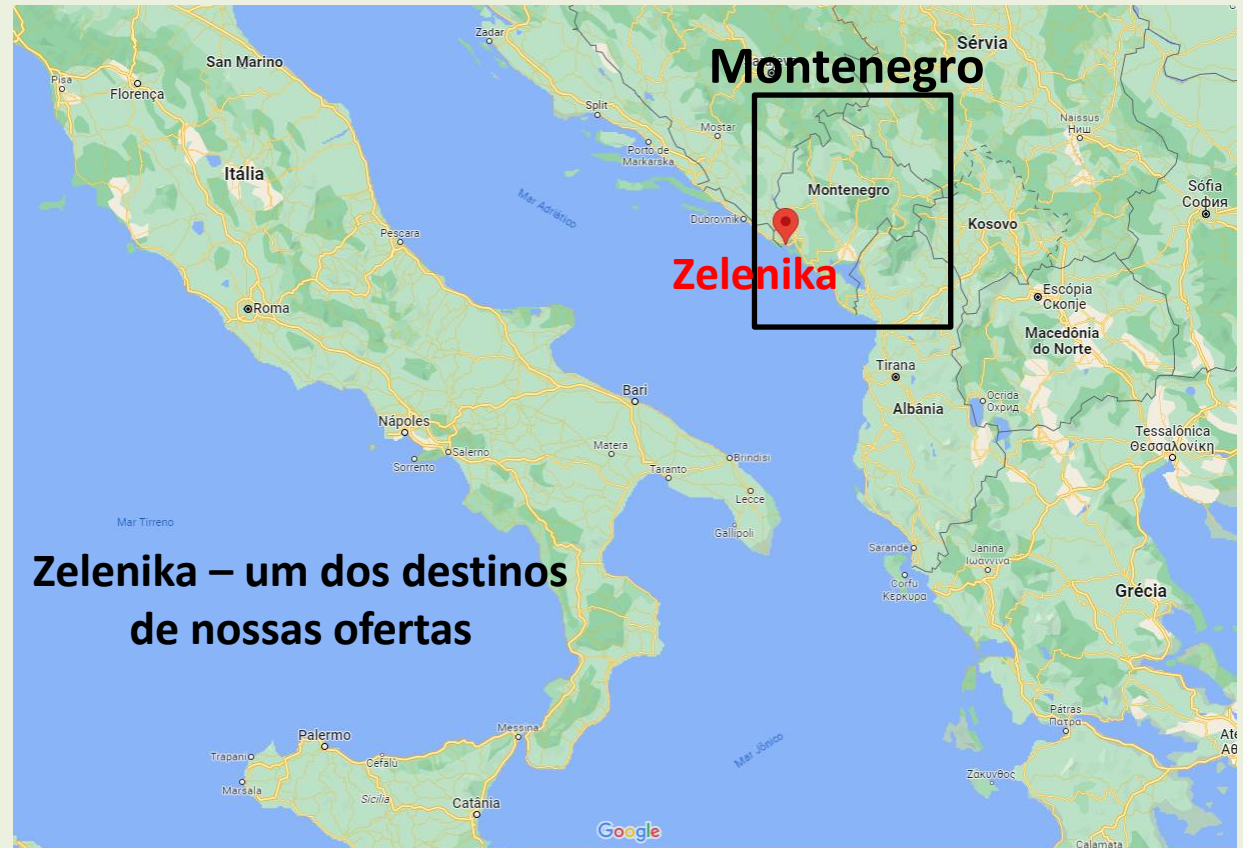 Zadar
Sérvia
San Marino
Montenegro
Pisa
Florença
Split
Mostar
Naissus
Ниш
Porto de
Markarska
Itália
Montenegro
Sófia
София
Mar Adriático
Dubrovnik
Kosovo
Pescara
Zelenika
Escópia
Скопје
Roma
Macedônia
do Norte
Tirana
Bari
Albânia
Ocrida
Охрид
Nápoles
Tessalônica
Θεσσαλονίκη
Salerno
Matera
Sorrento
Brindisi
Taranto
Lecce
Mar Tirreno
Gallipoli
Sarandë
Janina
Ιωάννινα
Zelenika – um dos destinos
de nossas ofertas
Corfu
Κέρκυρα
Grécia
Pátras
Πάτρα
Messina
Palermo
Ate
Αθ
Trapani
Cefalù
Mar Jônico
Ζάκυνθος
Marsala
Sicília
Catânia
Google
Calamata